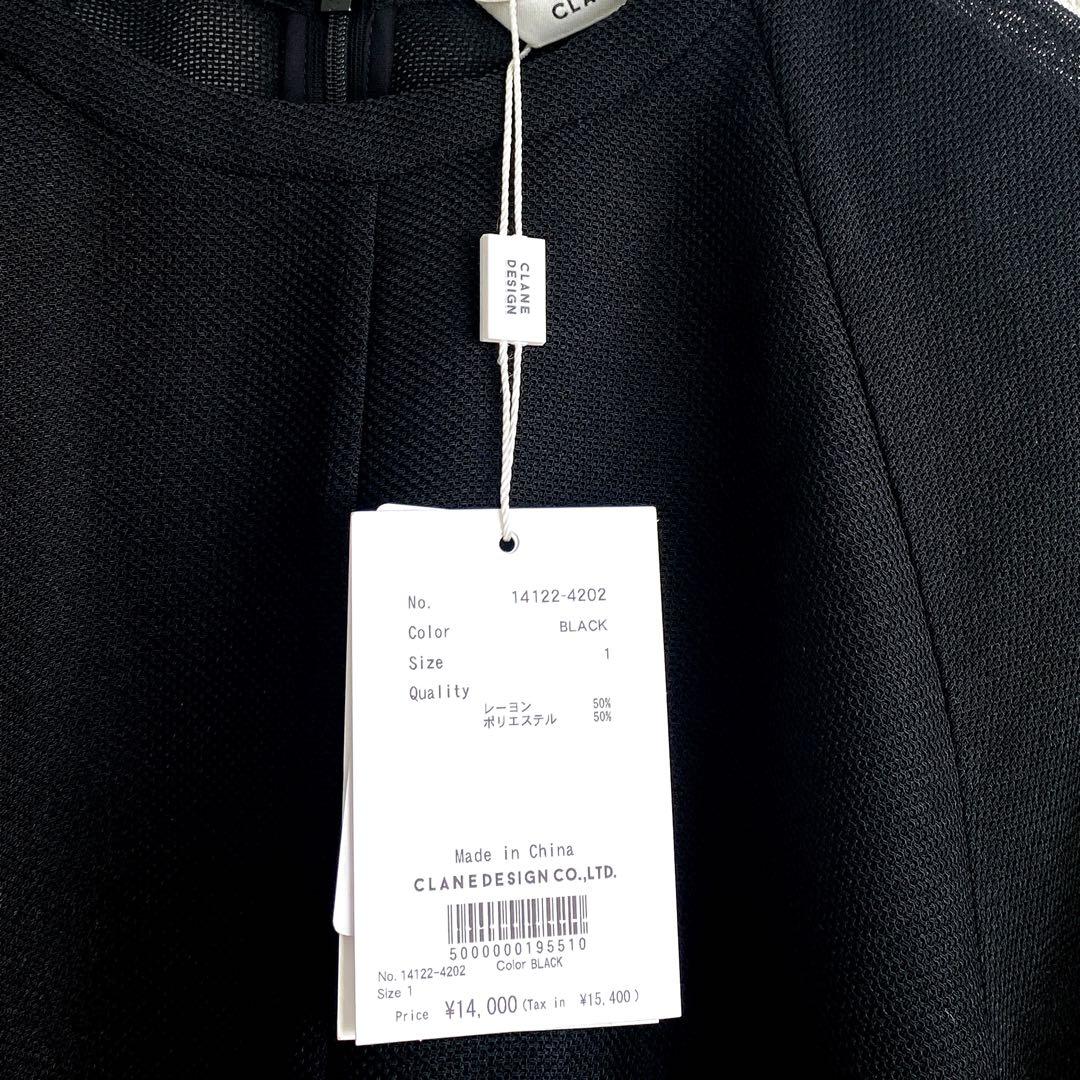 CLANE
DESIGN
No. 14122-4202
Color BLACK
Size 1
Quality
レーヨン 50%
ポリエステル 50%
Made in China
CLANE DESIGN CO.,LTD.
5000000195510
No. 14122-4202 Color BLACK
Size 1
Price ¥14,000 (Tax in ¥15,400)